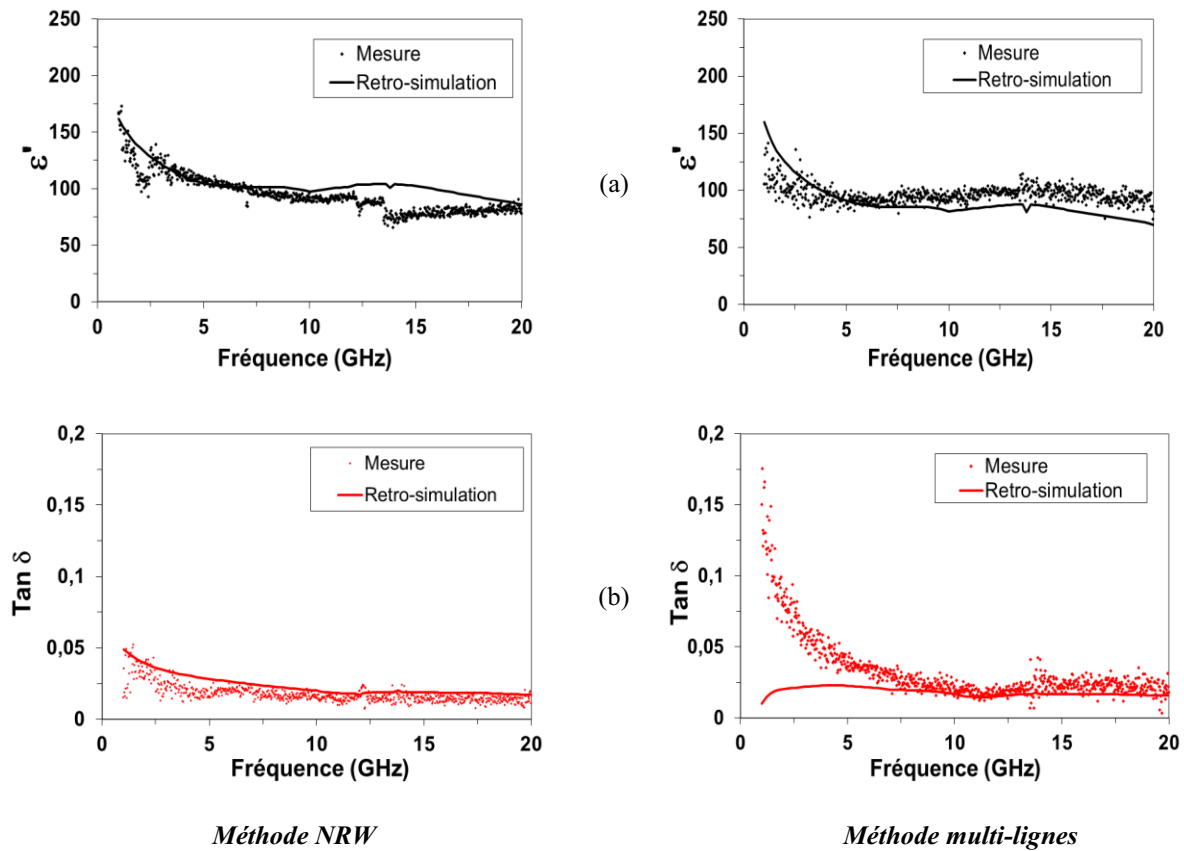 250
200
150
100
50
0
ε'
Mesure
Retro-simulation
0
5
10
15
20
Fréquence (GHz)
(a)
250
200
150
100
50
0
ε'
Mesure
Retro-simulation
0
5
10
15
20
Fréquence (GHz)
0,2
0,15
0,1
0,05
0
Tan δ
Mesure
Retro-simulation
0
5
10
15
20
Fréquence (GHz)
(b)
0,2
0,15
0,1
0,05
0
Tan δ
Mesure
Retro-simulation
0
5
10
15
20
Fréquence (GHz)
Méthode NRW
Méthode multi-lignes